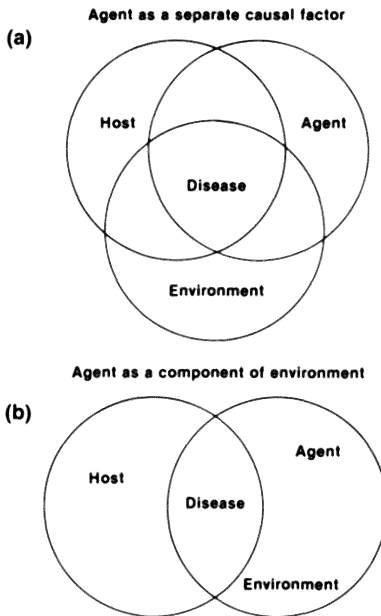 Agent as a separate causal factor
(a)
Host
Agent
Disease
Environment
Agent as a component of environment
(b)
Agent
Host
Disease
Environment